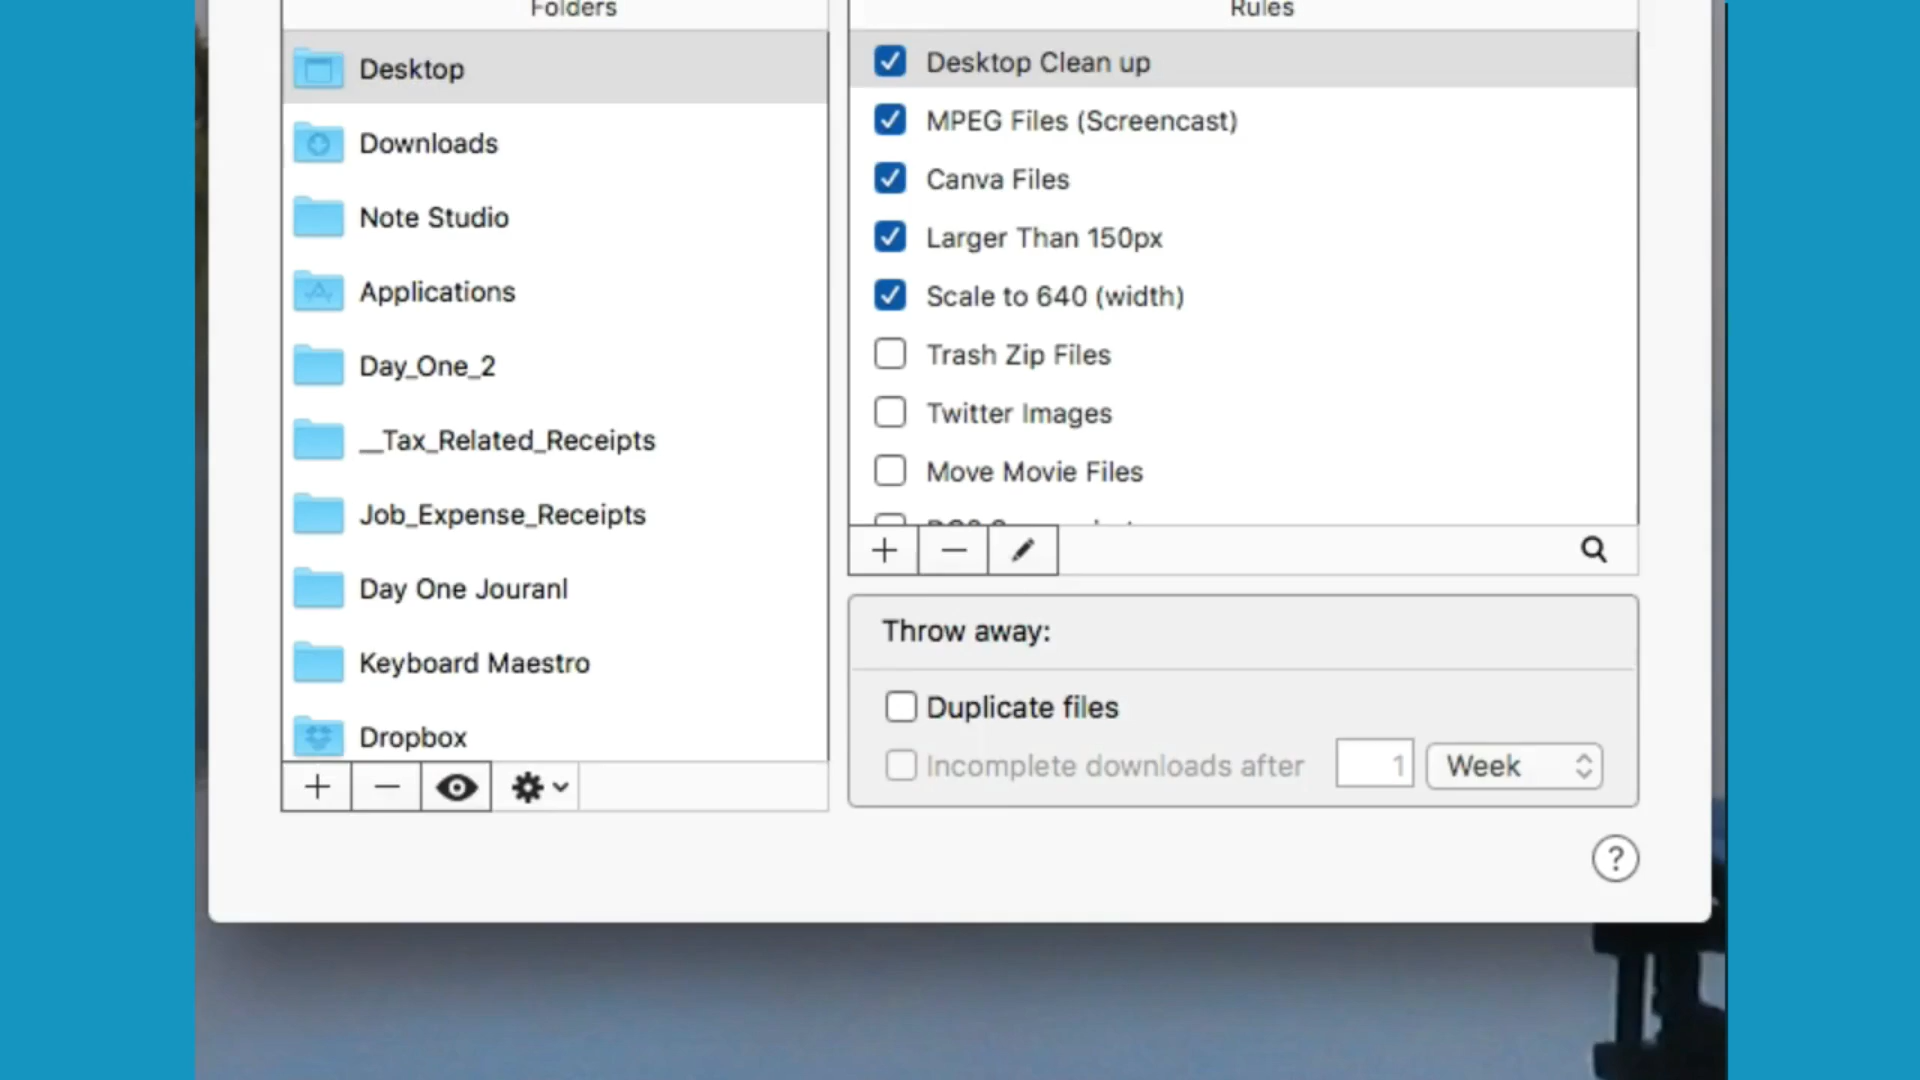 Folders
Desktop
Downloads
Note Studio
Applications
Day_One_2
__Tax_Related_Receipts
Job_Expense_Receipts
Day One Jouranl
Keyboard Maestro
Dropbox
Rules
Desktop Clean up
MPEG Files (Screencast)
Canva Files
Larger Than 150px
Scale to 640 (width)
Trash Zip Files
Twitter Images
Move Movie Files
Throw away:
Duplicate files
Incomplete downloads after 1 Week
?